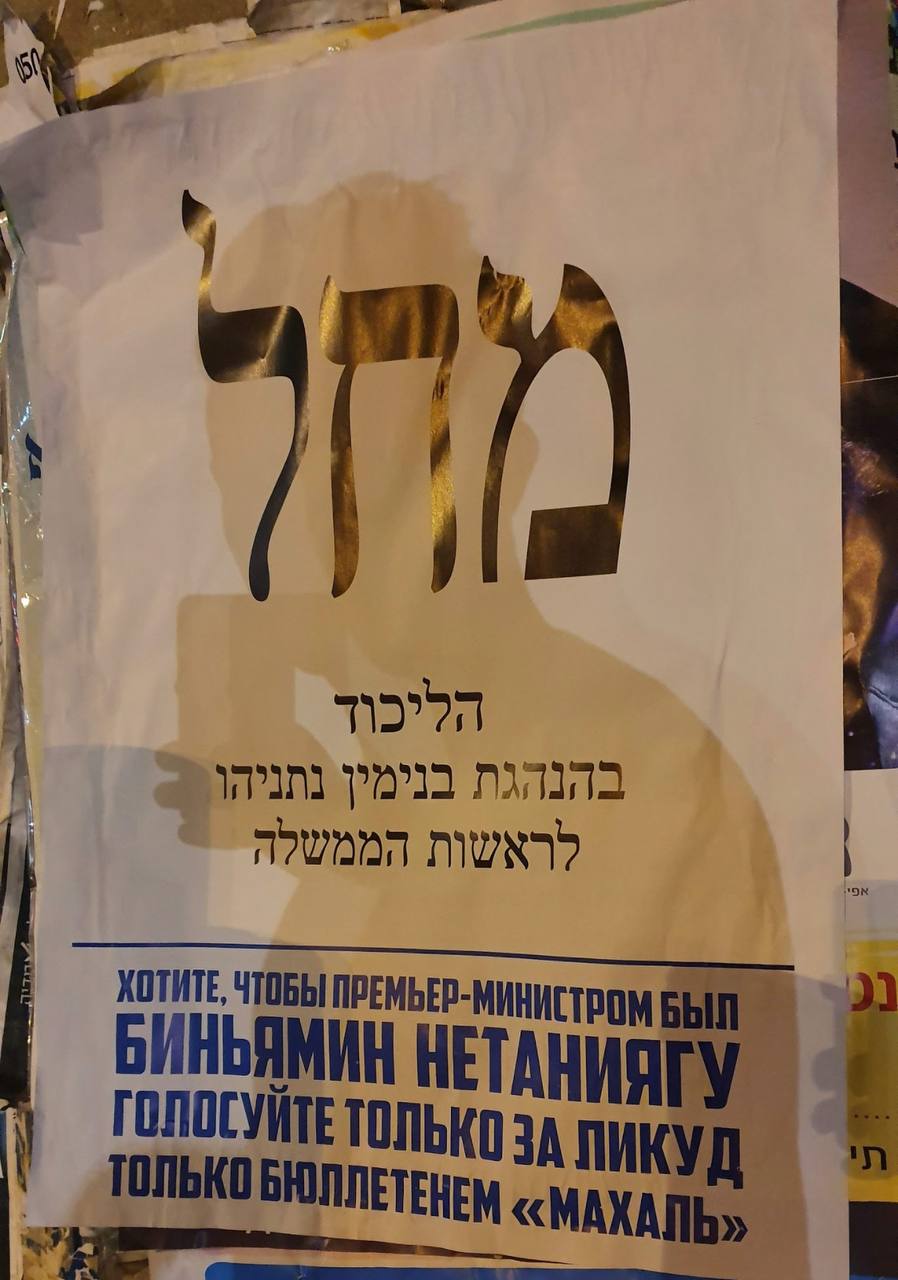 050
מחל
הליכוד
בהנהגת בנימין נתניהו
לראשות הממשלה
ХОТИТЕ, ЧТОБЫ ПРЕМЬЕР-МИНИСТРОМ БЫЛ
БИНЬЯМИН НЕТАНИЯГУ
ГОЛОСУЙТЕ ТОЛЬКО ЗА ЛИКУД
ТОЛЬКО БЮЛЛЕТЕНЕМ «МАХАЛЬ»